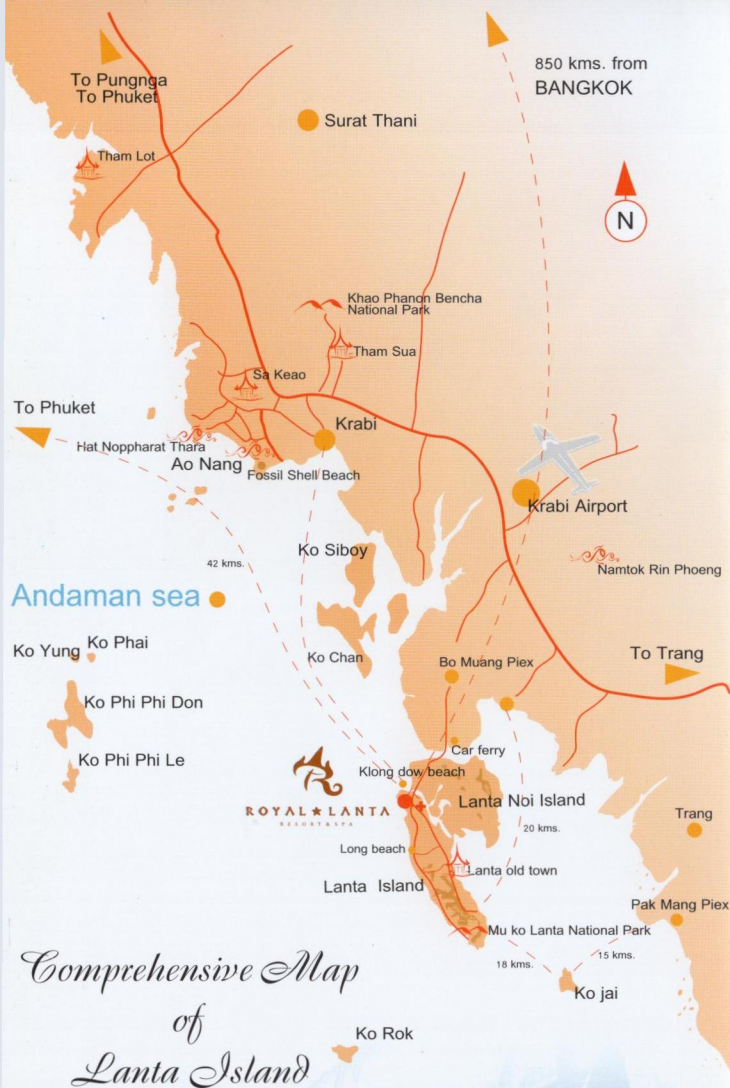 850 kms. from
BANGKOK
To Pungnga
To Phuket
Surat Thani
Tham Lot
N
Khao Phanon Bencha
National Park
Tham Sua
Sa Keao
To Phuket
Krabi
Hat Noppharat Thara
Ao Nang
Fossil Shell Beach
Krabi Airport
Ko Siboy
42 kms.
Namtok Rin Phoeng
Andaman sea
Ko Yung
Ko Phai
Ko Chan
Bo Muang Piex
To Trang
Ko Phi Phi Don
Car ferry
Ko Phi Phi Le
Klong dow beach
ROYAL★LANTA
RESORT & SPA
Lanta Noi Island
Trang
20 kms.
Long beach
Lanta old town
Lanta Island
Pak Mang Piex
Mu ko Lanta National Park
18 kms.
15 kms.
Ko jai
Comprehensive Map
of
Lanta Island
Ko Rok